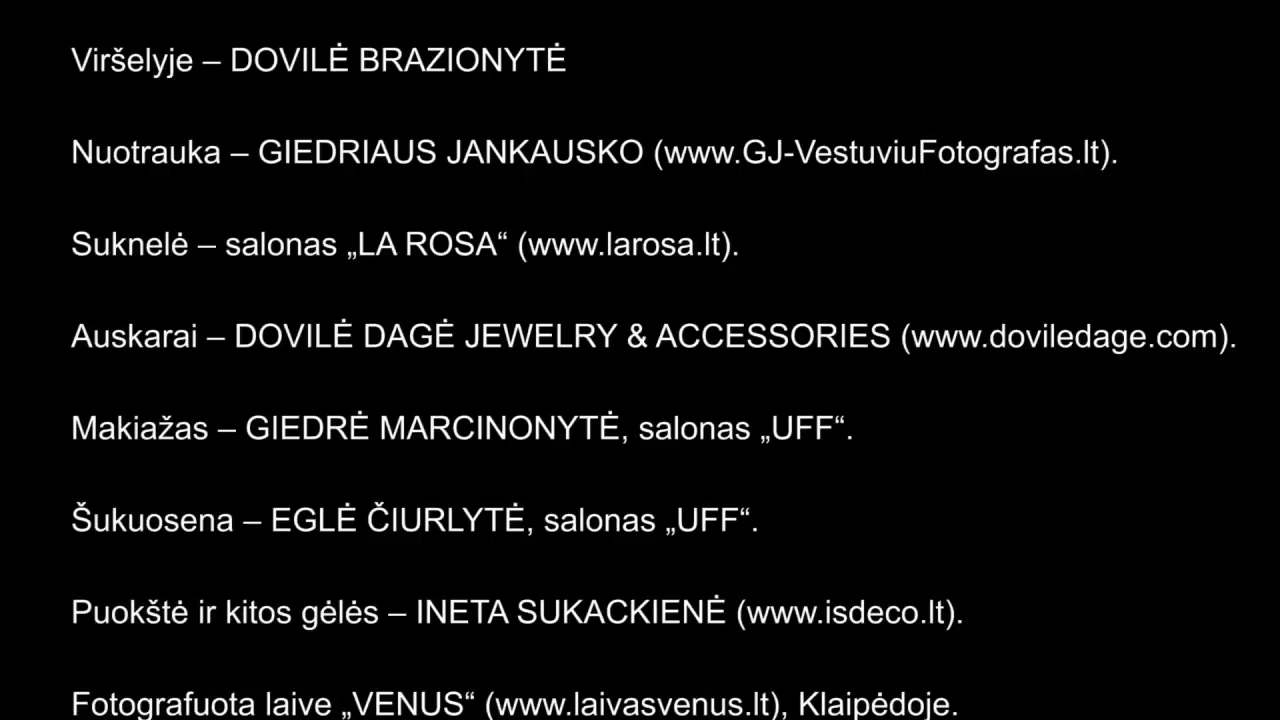 Viršelyje – DOVILĖ BRAZIONYTĖ
Nuotrauka – GIEDRIAUS JANKAUSKO (www.GJ-VestuviuFotografas.lt).
Suknelė – salonas „LA ROSA“ (www.larosa.lt).
Auskarai – DOVILĖ DAGĖ JEWELRY & ACCESSORIES (www.doviledage.com).
Makiažas – GIEDRĖ MARCINONYTĖ, salonas „UFF“.
Šukuosena – EGLĖ ČIURLYTĖ, salonas „UFF“.
Puokštė ir kitos gėlės – INETA SUKACKIENĖ (www.isdeco.lt).
Fotografuota laive „VENUS“ (www.laivasvenus.lt), Klaipėdoje.